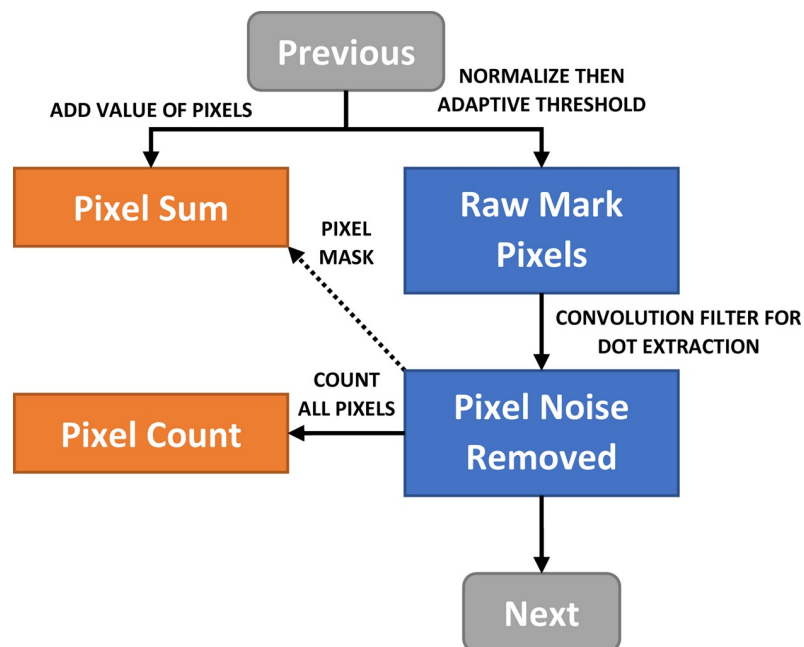 Previous
ADD VALUE OF PIXELS
NORMALIZE THEN
ADAPTIVE THRESHOLD
Pixel Sum
Raw Mark
Pixels
PIXEL
MASK
CONVOLUTION FILTER FOR
DOT EXTRACTION
COUNT
ALL PIXELS
Pixel Count
Pixel Noise
Removed
Next